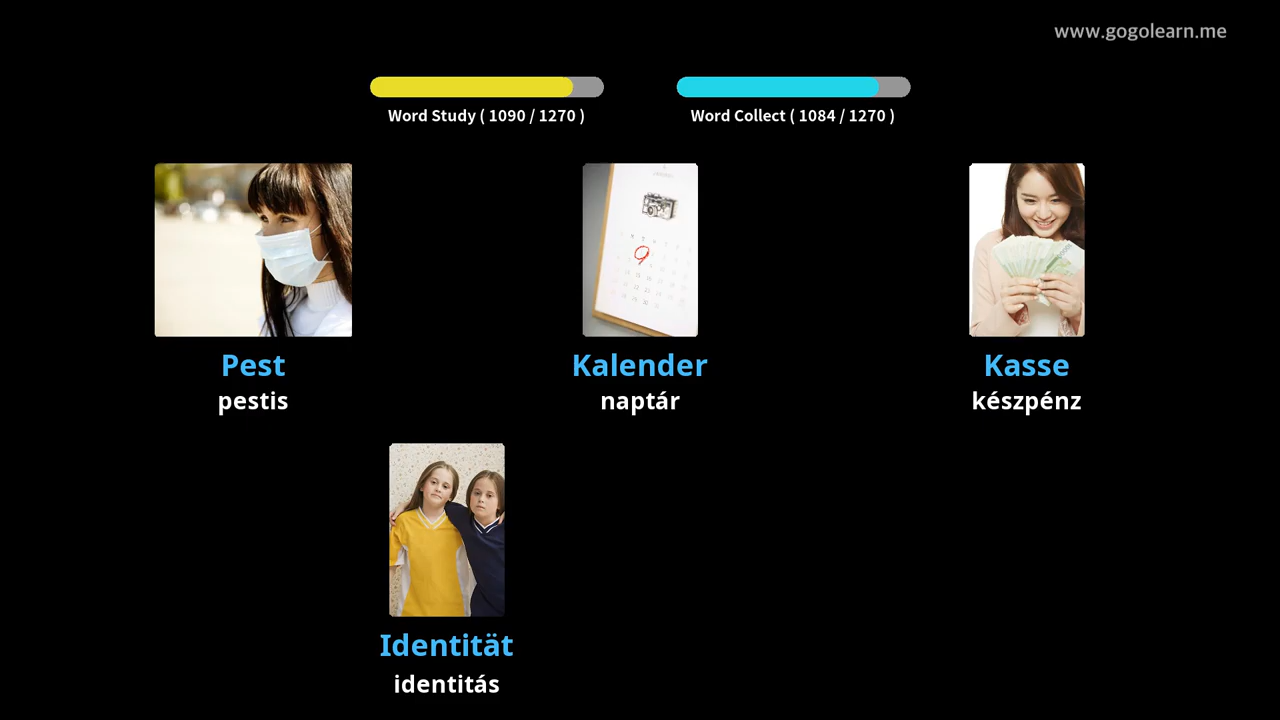 www.gogolearn.me
Word Study ( 1090 / 1270 )
Word Collect ( 1084 / 1270 )
9
Pest
Kalender
Kasse
pestis
naptár
készpénz
Identität
identitás